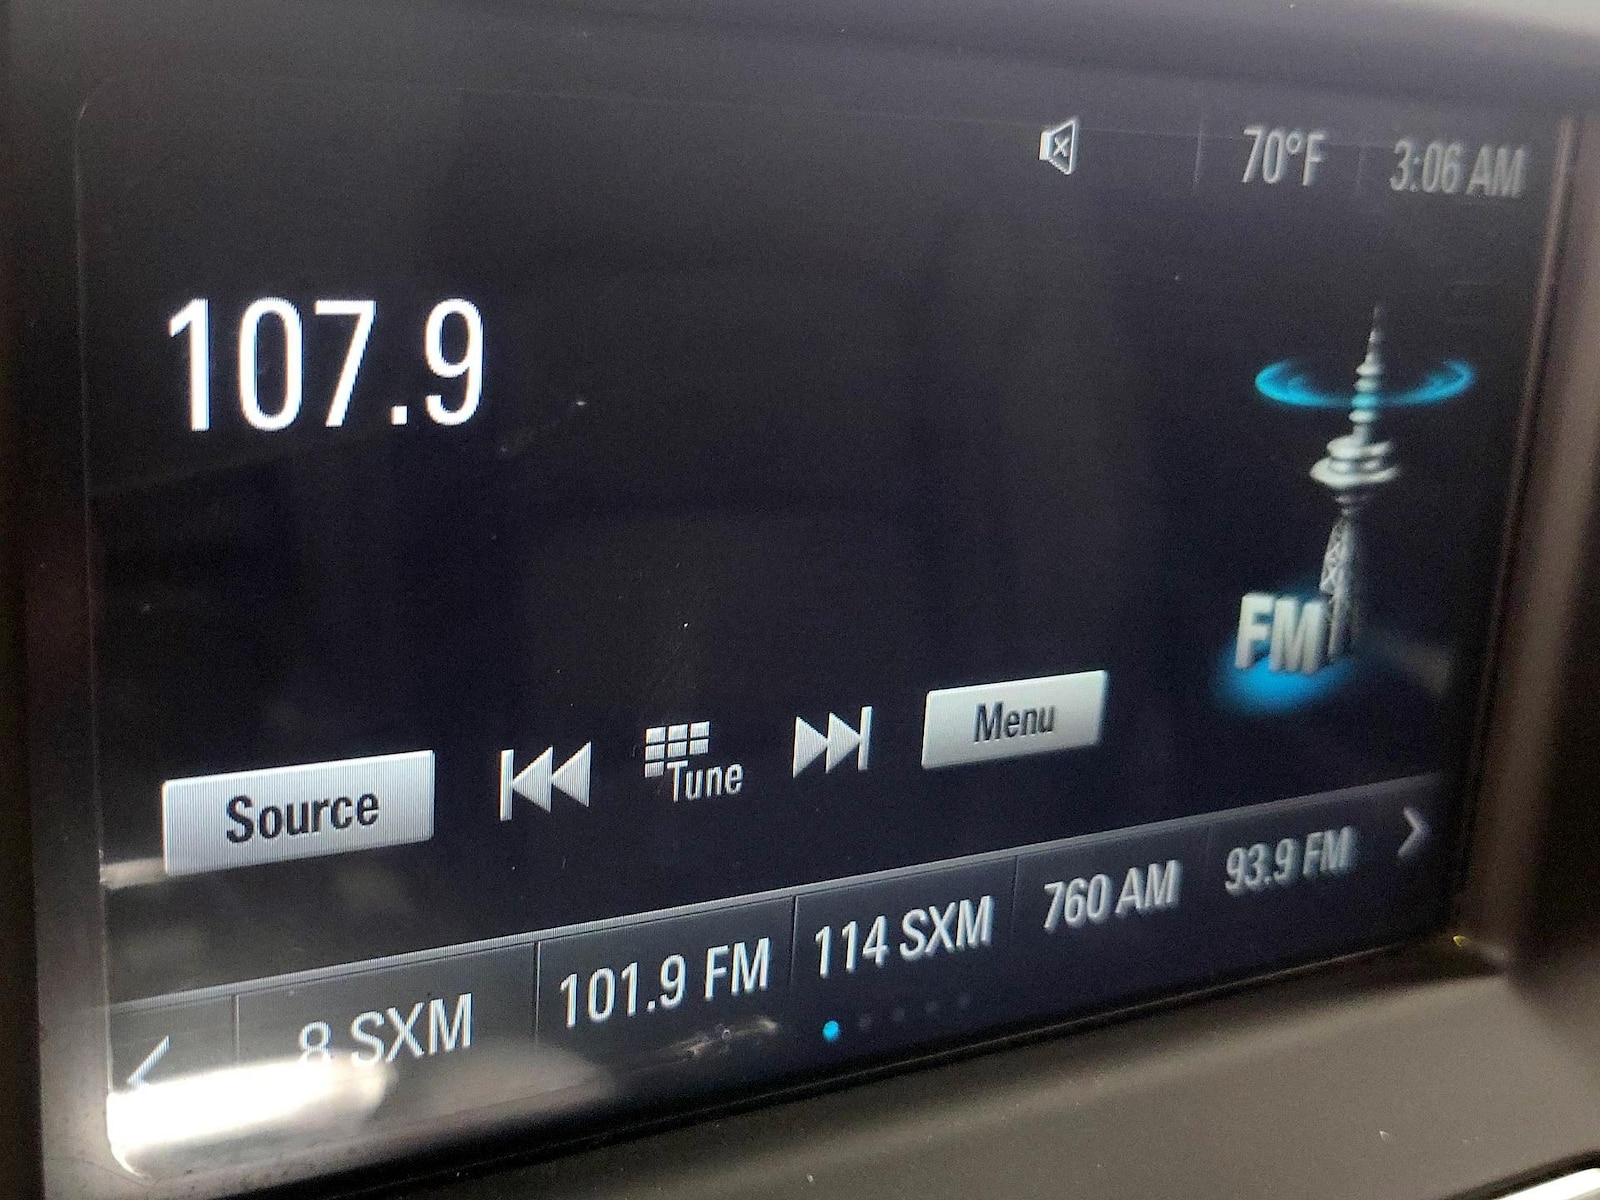 70°F 3:06 AM
107.9
FM
Source Tune Menu
8 SXM 101.9 FM 114 SXM 760 AM 93.9 FM